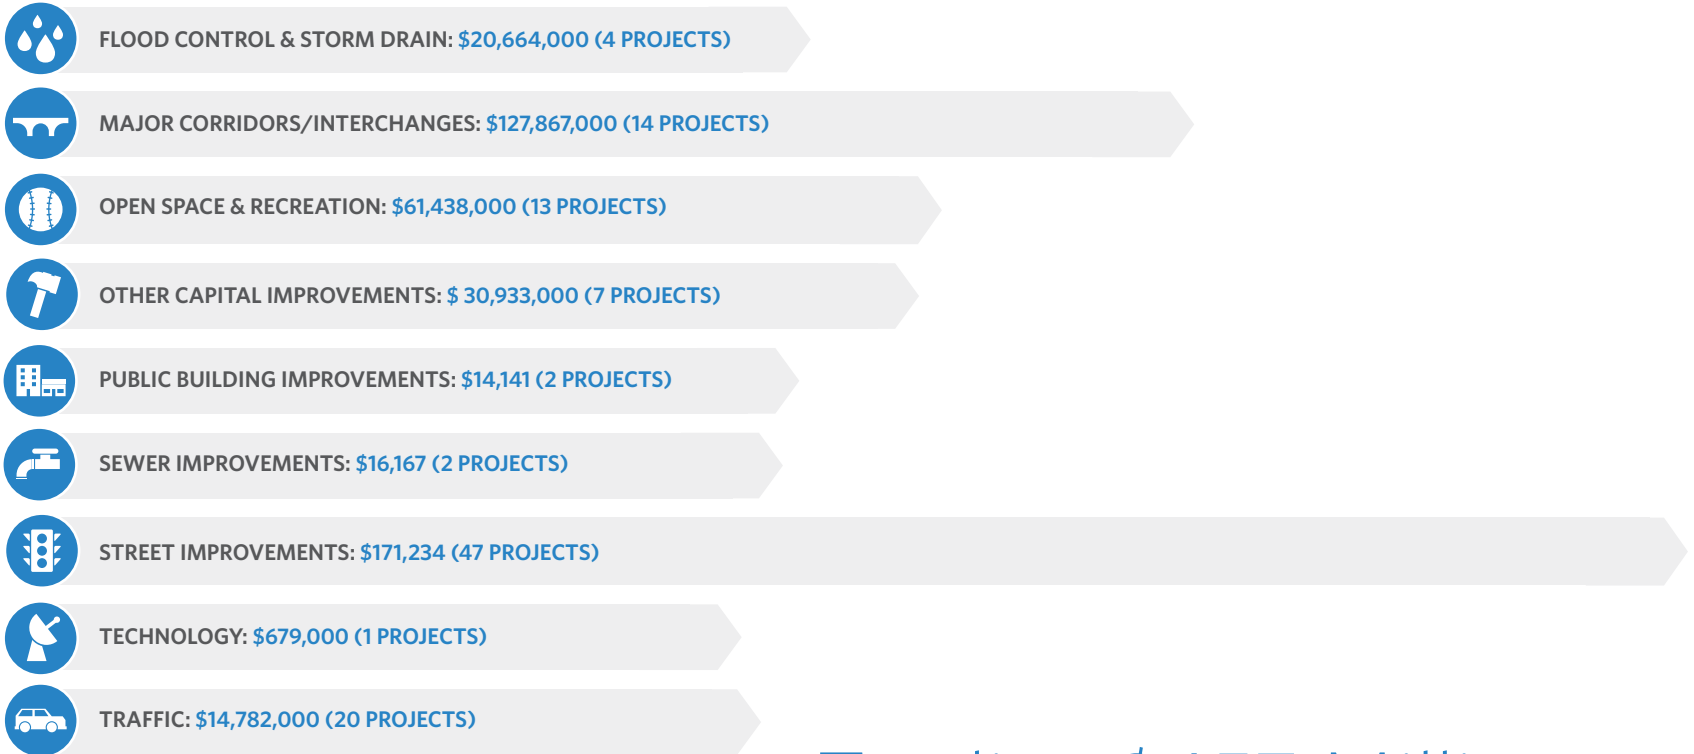 FLOOD CONTROL & STORM DRAIN: $20,664,000 (4 PROJECTS)
MAJOR CORRIDORS/INTERCHANGES: $127,867,000 (14 PROJECTS)
OPEN SPACE & RECREATION: $61,438,000 (13 PROJECTS)
OTHER CAPITAL IMPROVEMENTS: $ 30,933,000 (7 PROJECTS)
PUBLIC BUILDING IMPROVEMENTS: $14,141 (2 PROJECTS)
SEWER IMPROVEMENTS: $16,167 (2 PROJECTS)
STREET IMPROVEMENTS: $171,234 (47 PROJECTS)
TECHNOLOGY: $679,000 (1 PROJECTS)
TRAFFIC: $14,782,000 (20 PROJECTS)